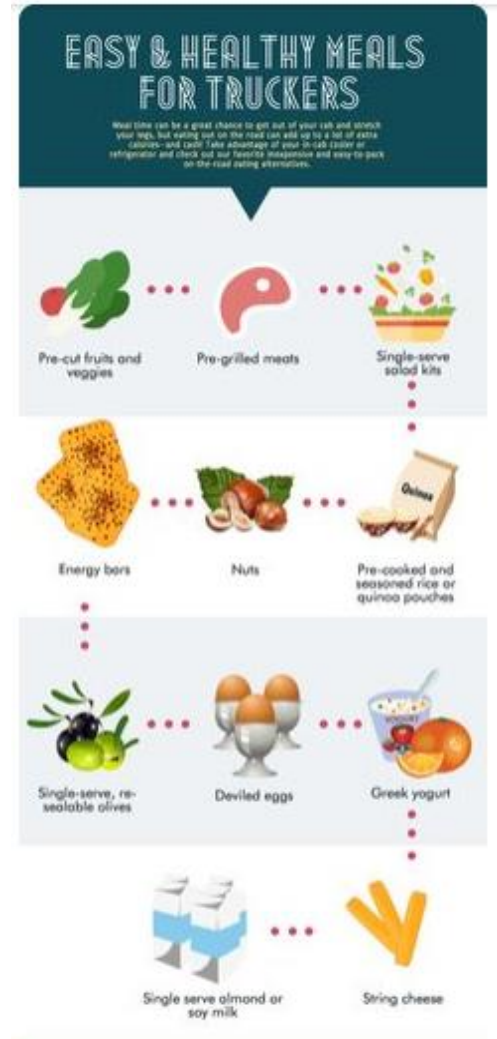 EASY & HEALTHY MEALS
FOR TRUCKERS
Meal time can be a great chance to get out of your cab and stretch
your legs, but eating out on the road can add up to a lot of extra
calories- and cash! Take advantage of your in-cab cooler or
refrigerator and check out our favorite inexpensive and easy-to-pack
on-the-road eating alternatives.
Pre-cut fruits and
veggies
Pre-grilled meats
Single-serve
salad kits
Energy bars
Nuts
Quinoa
Pre-cooked and
seasoned rice or
quinoa pouches
Single-serve, re-
sealable olives
Deviled eggs
YOGURT
Greek yogurt
Single serve almond or
soy milk
String cheese